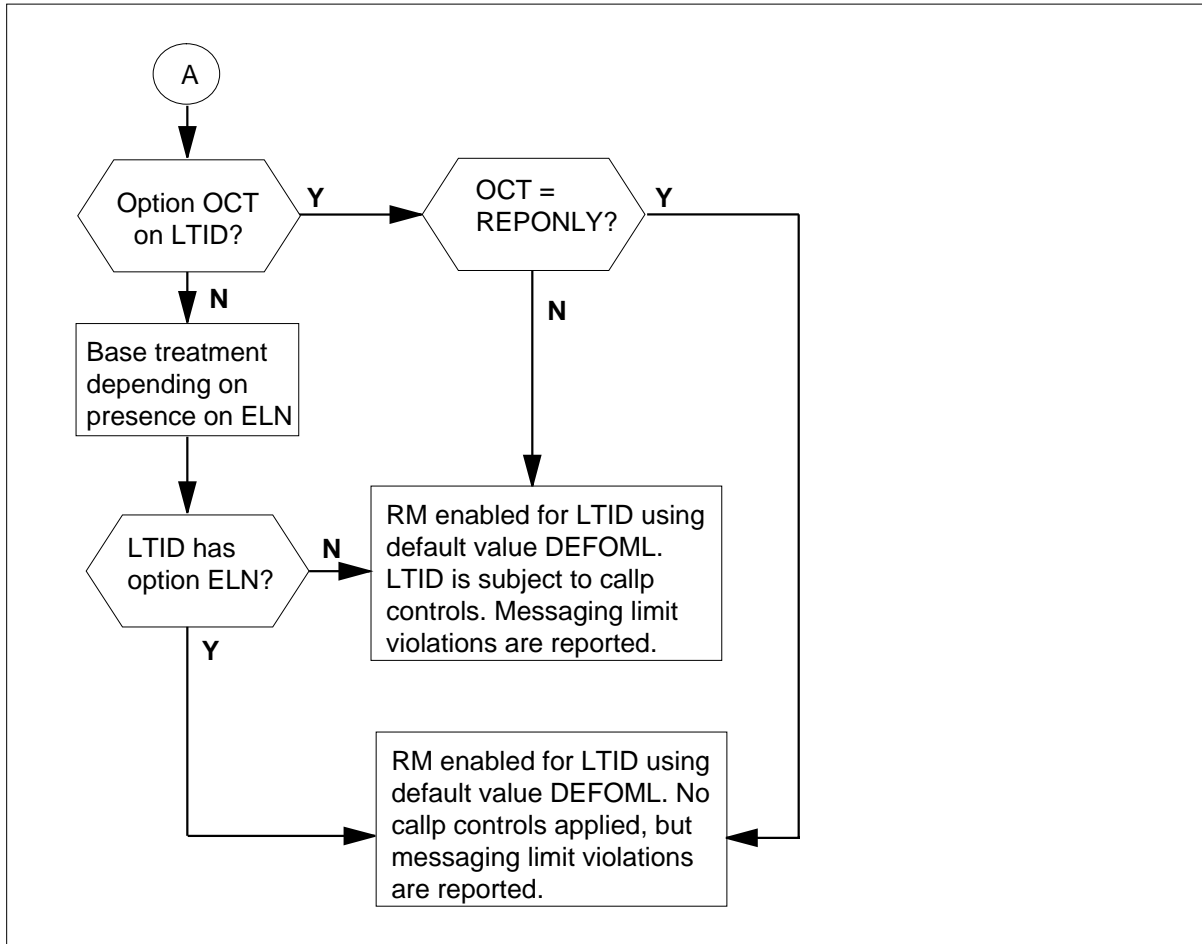 A
Option OCT
on LTID?
Y
OCT =
REPONLY?
Y
N
N
Base treatment
depending on
presence on ELN
LTID has
option ELN?
N
Y
RM enabled for LTID using
default value DEFOML.
LTID is subject to callp
controls. Messaging limit
violations are reported.
RM enabled for LTID using
default value DEFOML. No
callp controls applied, but
messaging limit violations
are reported.